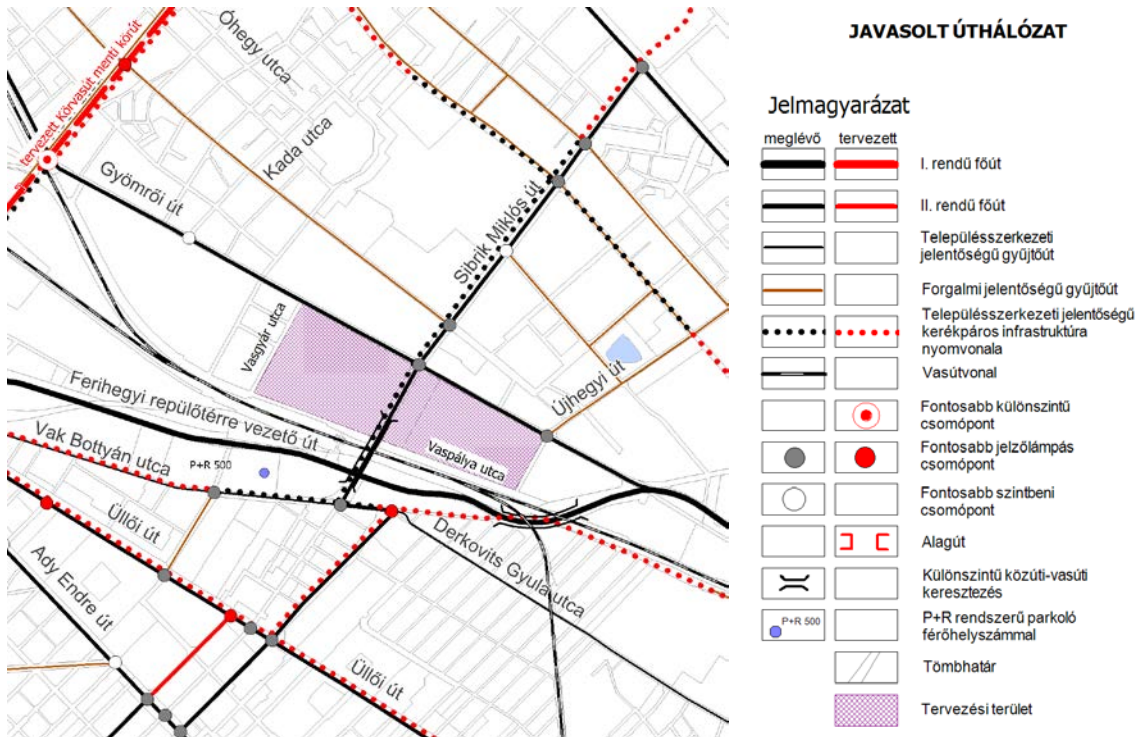 JAVASOLT ÚTHÁLÓZAT
Jelmagyarázat
meglévő
tervezett
I. rendű főút
II. rendű főút
Településszerkezeti
jelentőségű gyűjtőút
Forgalmi jelentőségű gyűjtőút
Településszerkezeti jelentőségű
kerékpáros infrastruktúra
nyomvonala
Vasútvonal
Fontosabb különszintű
csomópont
Fontosabb jelzőlámpás
csomópont
Fontosabb szintbeni
csomópont
Alagút
Különszintű közúti-vasúti
keresztezés
P+R 500
P+R rendszerű parkoló
férőhelyszámmal
Tömbhatár
Tervezési terület
tervezett Körvasút menti körút
Óhegy utca
Kada utca
Gyömrői út
Sibrik Miklós út
Vasgyár utca
Újhegyi út
Ferihegyi repülőtérre vezető út
Vak Bottyán utca
Vaspálya utca
P+R 500
Üllői út
Ady Endre út
Derkovits Gyula utca
Üllői út